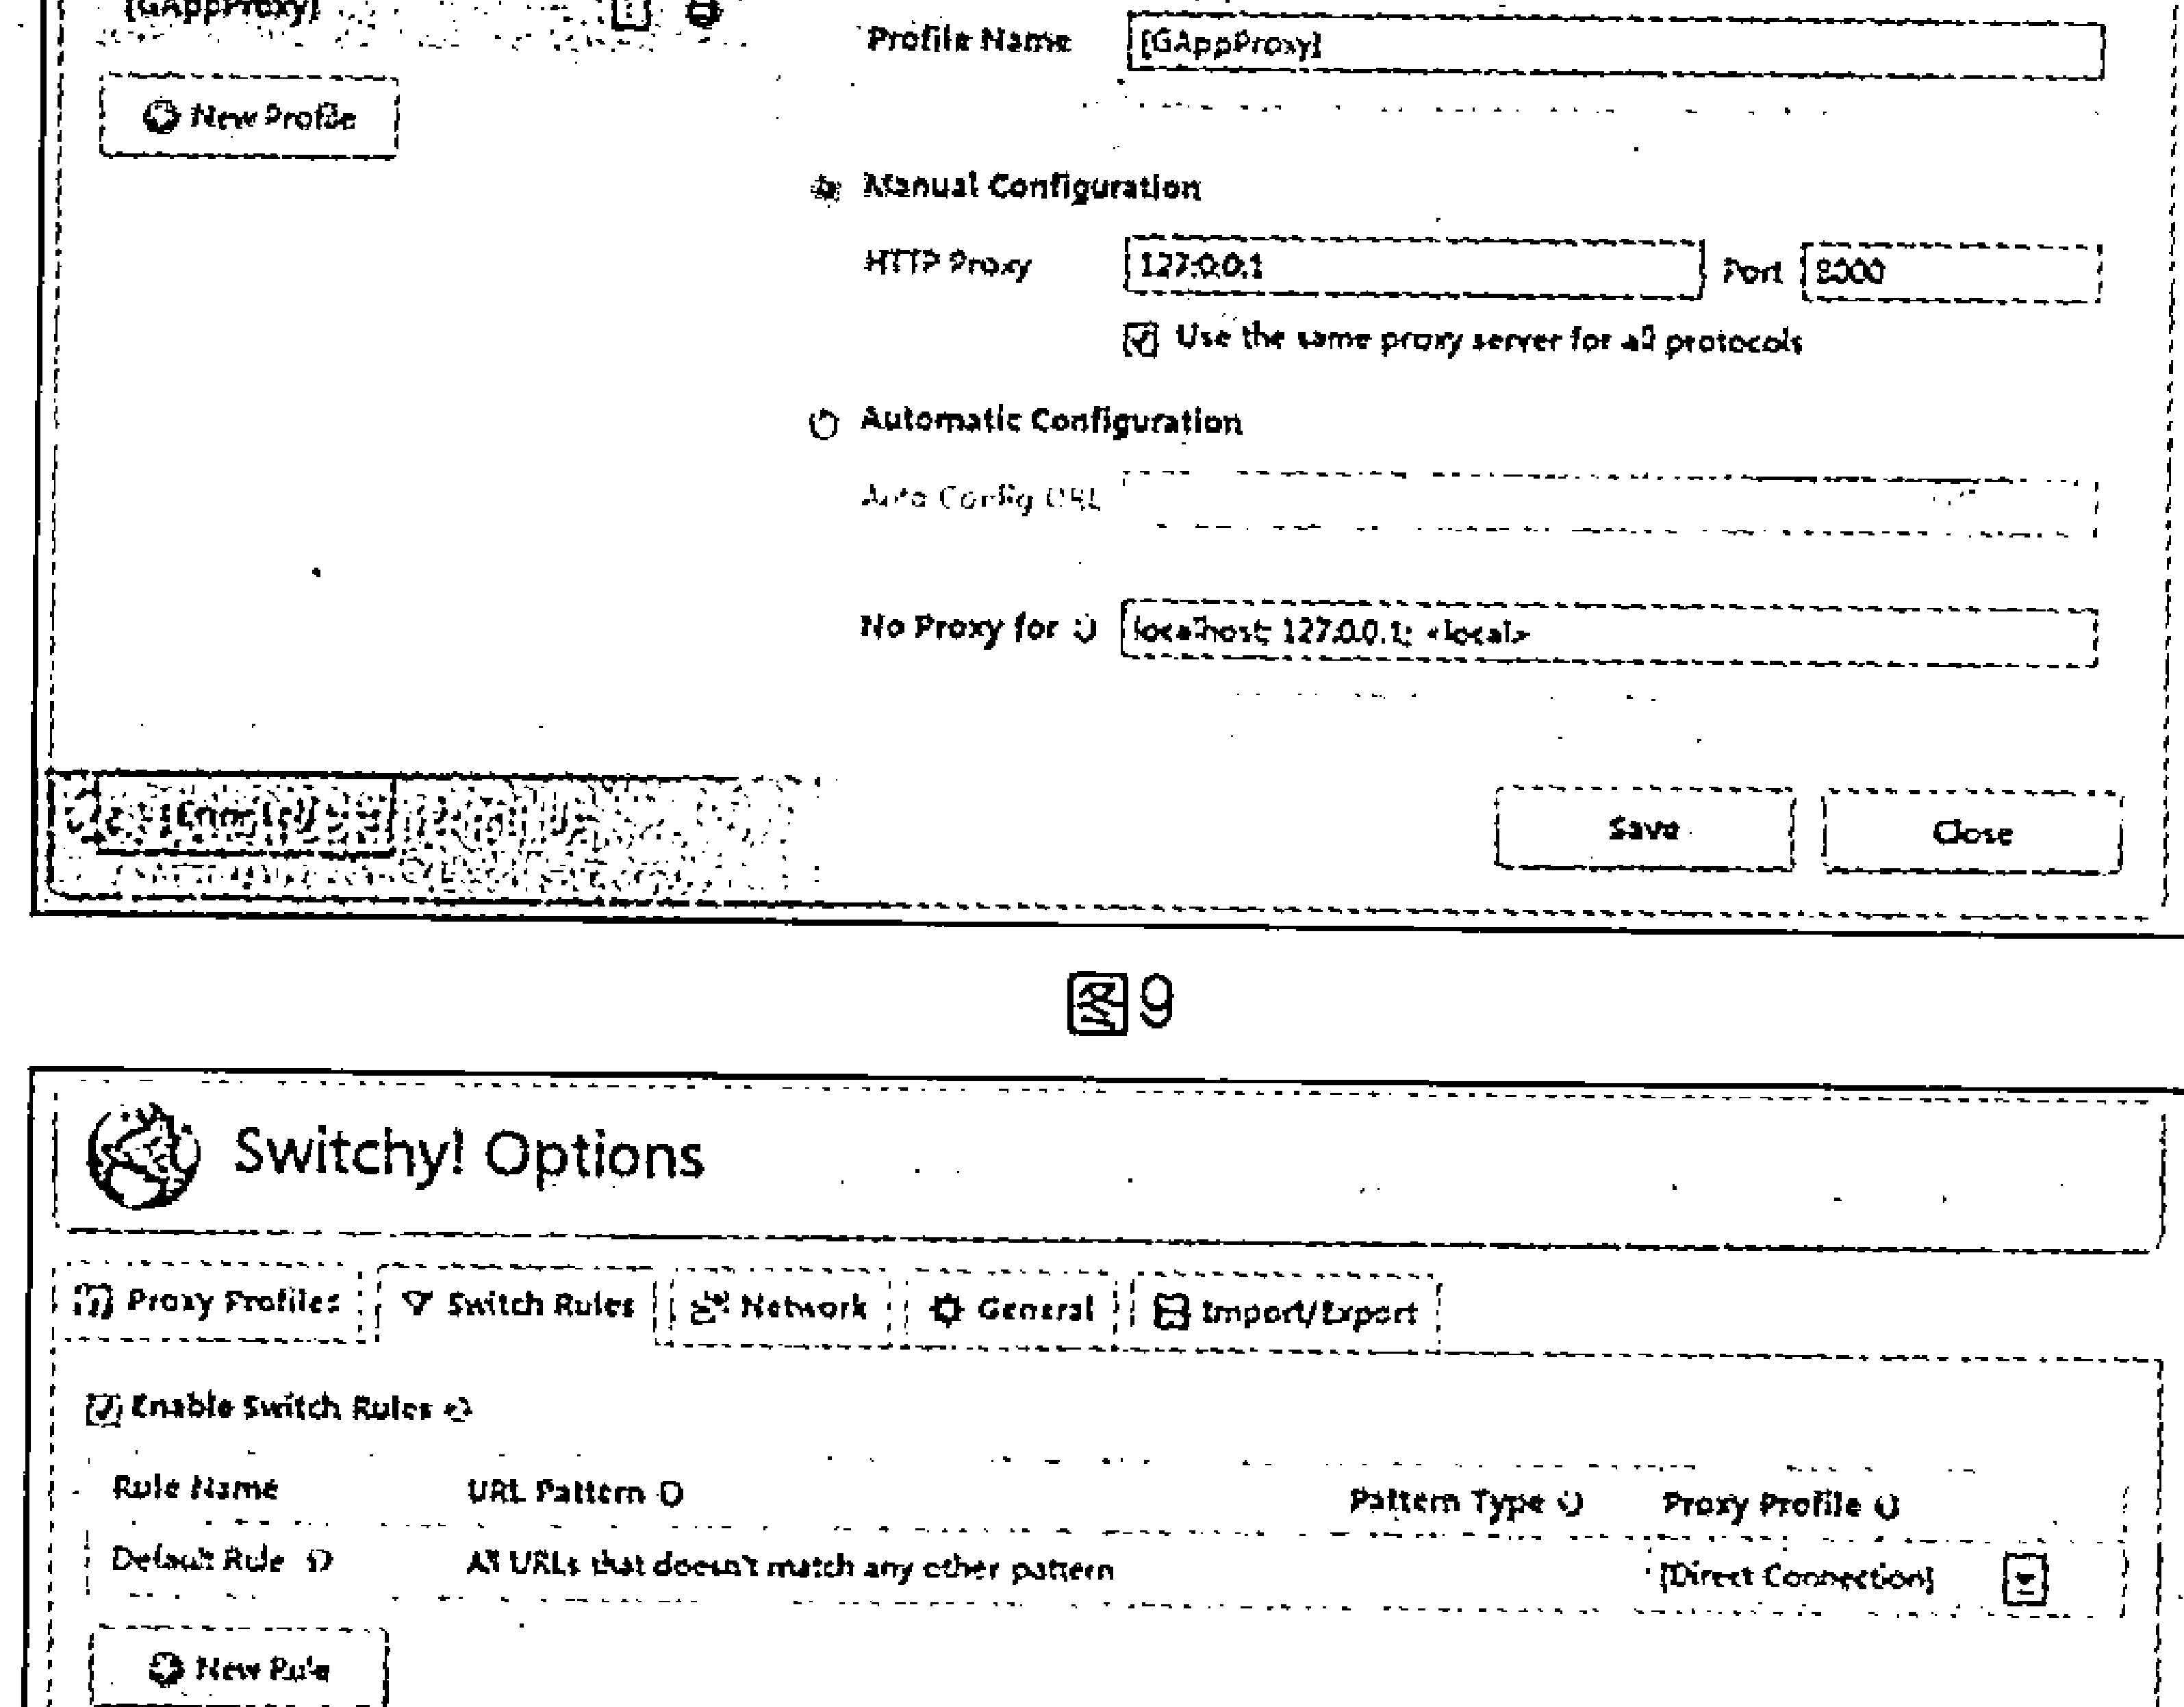 [GAppProxy]
Profile Name [GAppProxy]
New Profile
Manual Configuration
HTTP Proxy 127.0.0.1 Port 8000
Use the same proxy server for all protocols
Automatic Configuration
Auto Config URL
No Proxy for localhost; 127.0.0.1; <local>
Save Close
图9
Switchy! Options
Proxy Profiles Switch Rules Network General Import/Export
Enable Switch Rules
Rule Name URL Pattern Pattern Type Proxy Profile
Default Rule All URLs that doesn't match any other pattern [Direct Connection]
New Rule